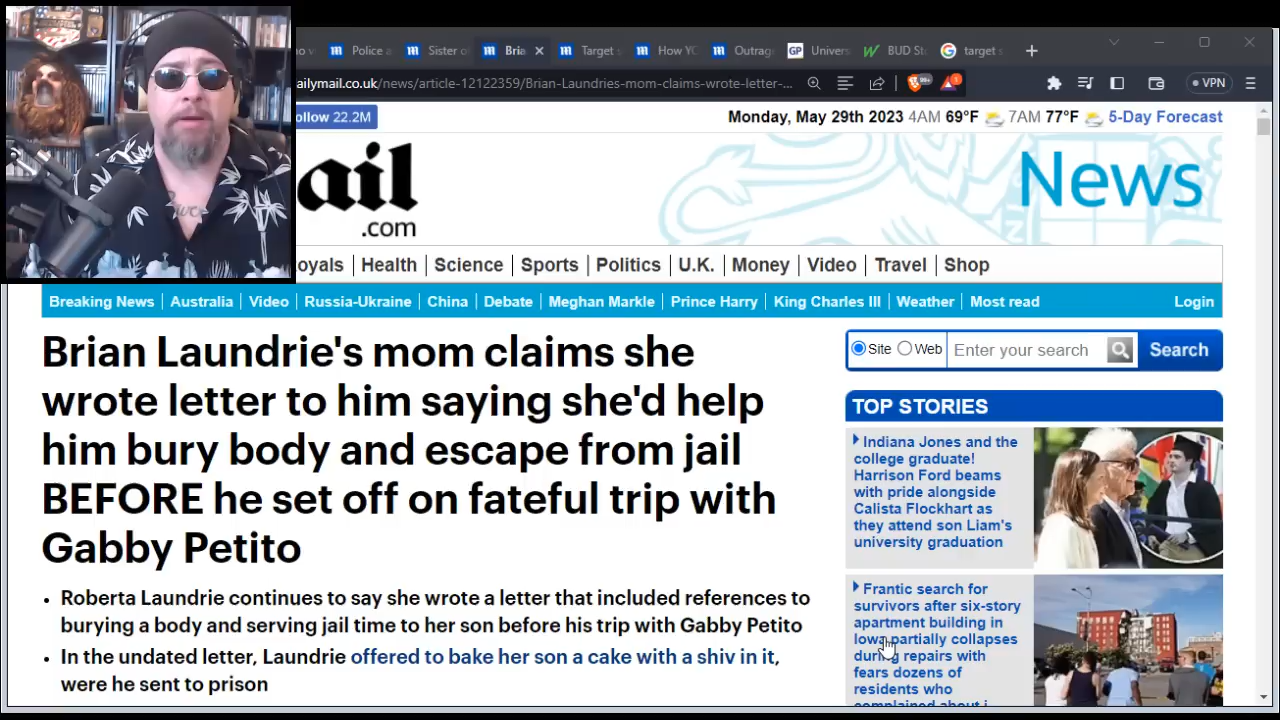 Police a
Sister o
Bria
Target s
How YO
Outrag
GP Univers
BUD St
target s
ailymail.co.uk/news/article-12122359/Brian-Laundries-mom-claims-wrote-letter-...
99+
VPN
ollow 22.2M
Monday, May 29th 2023 4AM 69°F 7AM 77°F 5-Day Forecast
ail
.com
News
oyals Health Science Sports Politics U.K. Money Video Travel Shop
Breaking News Australia Video Russia-Ukraine China Debate Meghan Markle Prince Harry King Charles III Weather Most read Login
Brian Laundrie's mom claims she
wrote letter to him saying she'd help
him bury body and escape from jail
BEFORE he set off on fateful trip with
Gabby Petito
• Roberta Laundrie continues to say she wrote a letter that included references to
burying a body and serving jail time to her son before his trip with Gabby Petito
• In the undated letter, Laundrie offered to bake her son a cake with a shiv in it,
were he sent to prison
Site Web Enter your search Search
TOP STORIES
Indiana Jones and the
college graduate!
Harrison Ford beams
with pride alongside
Calista Flockhart as
they attend son Liam's
university graduation
Frantic search for
survivors after six-story
apartment building in
Iowa partially collapses
during repairs with
fears dozens of
residents who
complained about i